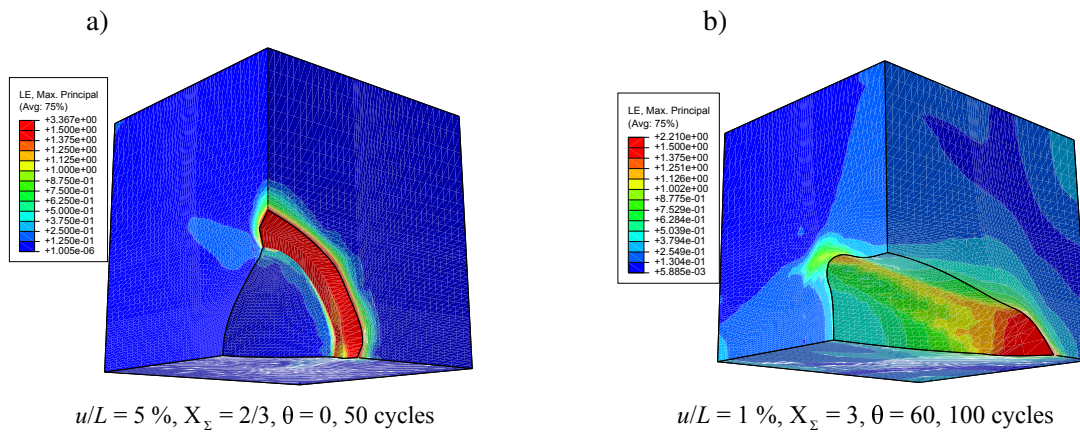 a)
LE, Max. Principal
(Avg: 75%)
+3.367e+00
+1.500e+00
+1.375e+00
+1.250e+00
+1.125e+00
+1.000e+00
+8.750e-01
+7.500e-01
+6.250e-01
+5.000e-01
+3.750e-01
+2.500e-01
+1.250e-01
+1.005e-06
u/L = 5 %, X_Σ = 2/3, θ = 0, 50 cycles
b)
LE, Max. Principal
(Avg: 75%)
+2.210e+00
+1.500e+00
+1.375e+00
+1.251e+00
+1.126e+00
+1.002e+00
+8.775e-01
+7.529e-01
+6.284e-01
+5.039e-01
+3.794e-01
+2.549e-01
+1.304e-01
+5.885e-03
u/L = 1 %, X_Σ = 3, θ = 60, 100 cycles